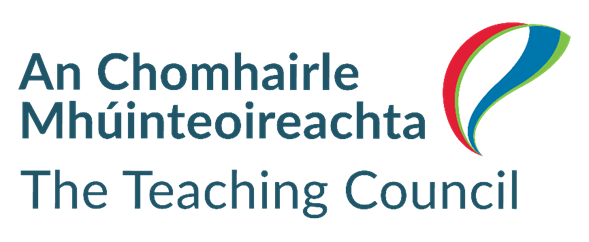 An Chomhairle
Mhúinteoireachta
The Teaching Council